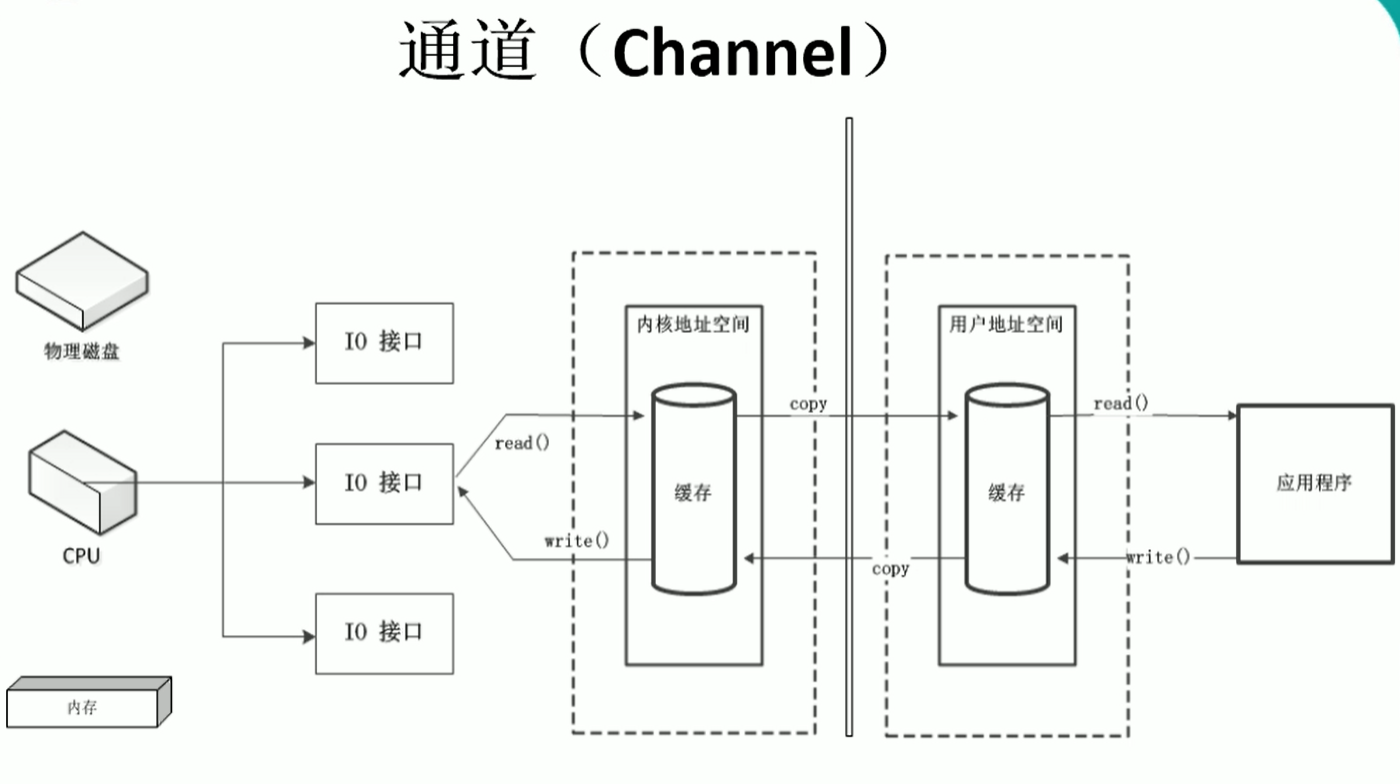 通道（Channel）
物理磁盘
CPU
内存
IO 接口
IO 接口
IO 接口
read()
write()
内核地址空间
缓存
copy
copy
用户地址空间
缓存
read()
write()
应用程序